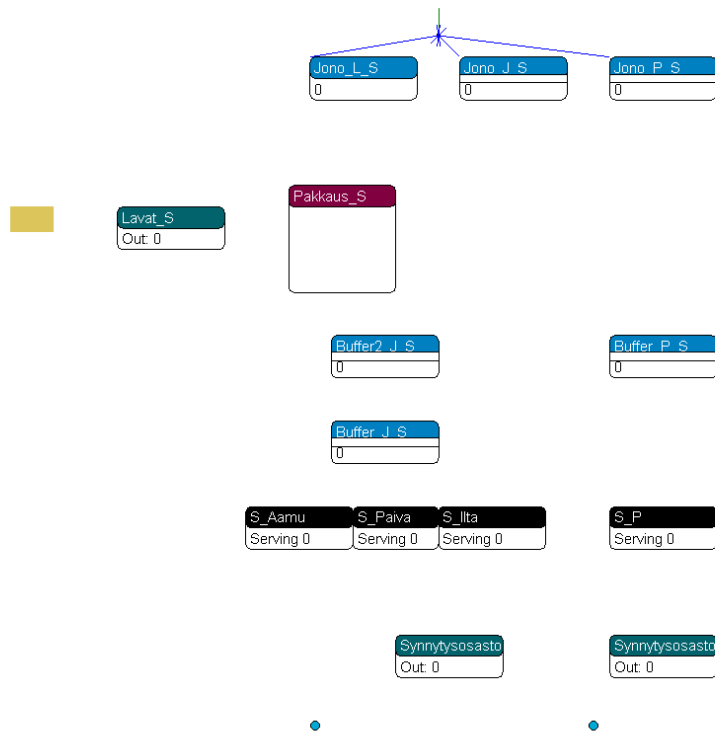 Jono_L_S
0
Jono_J_S
0
Jono_P_S
0
Pakkaus_S
Lavat_S
Out: 0
Buffer2_J_S
0
Buffer_P_S
0
Buffer_J_S
0
S_Aamu
Serving 0
S_Paiva
Serving 0
S_Ilta
Serving 0
S_P
Serving 0
Synnytysosasto
Out: 0
Synnytysosasto
Out: 0